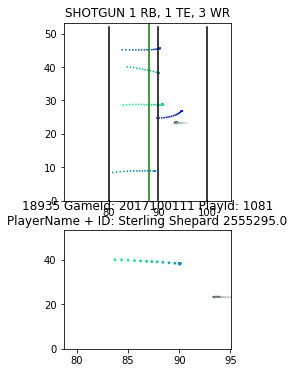 SHOTGUN 1 RB, 1 TE, 3 WR
50
40
30
20
10
0
80 90 100
18935 GameId: 2017100111 PlayId: 1081
PlayerName + ID: Sterling Shepard 2555295.0
40
20
0
80 85 90 95